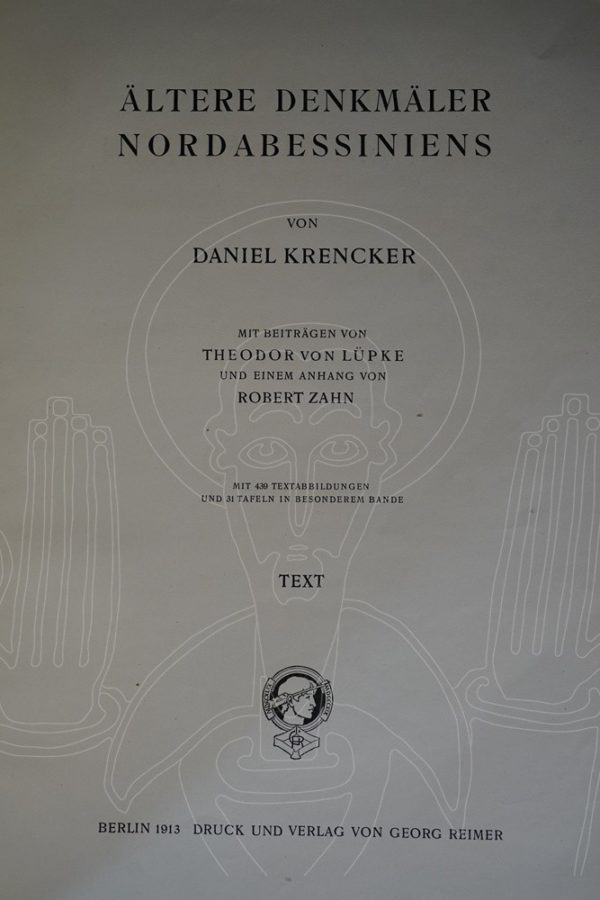 ÄLTERE DENKMÄLER
NORDABESSINIENS
VON
DANIEL KRENCKER
MIT BEITRÄGEN VON
THEODOR VON LÜPKE
UND EINEM ANHANG VON
ROBERT ZAHN
MIT 439 TEXTABBILDUNGEN
UND 31 TAFELN IN BESONDEREM BANDE
TEXT
BERLIN 1913 DRUCK UND VERLAG VON GEORG REIMER